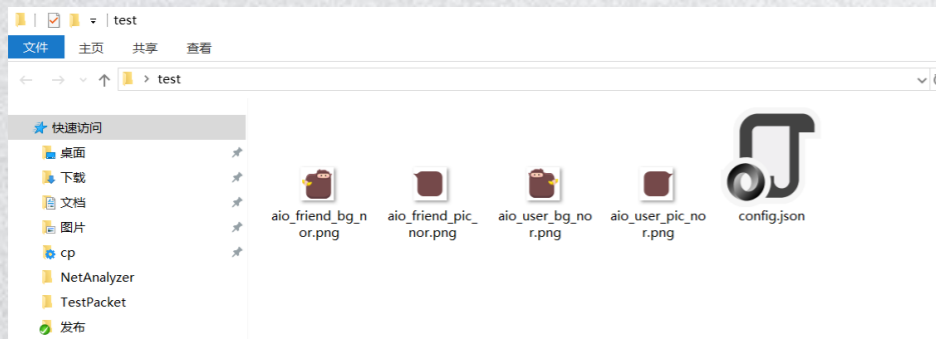 test
文件 主页 共享 查看
test
快速访问
桌面
下载
文档
图片
cp
NetAnalyzer
TestPacket
发布
aio_friend_bg_n
or.png
aio_friend_pic_
nor.png
aio_user_bg_no
r.png
aio_user_pic_no
r.png
config.json